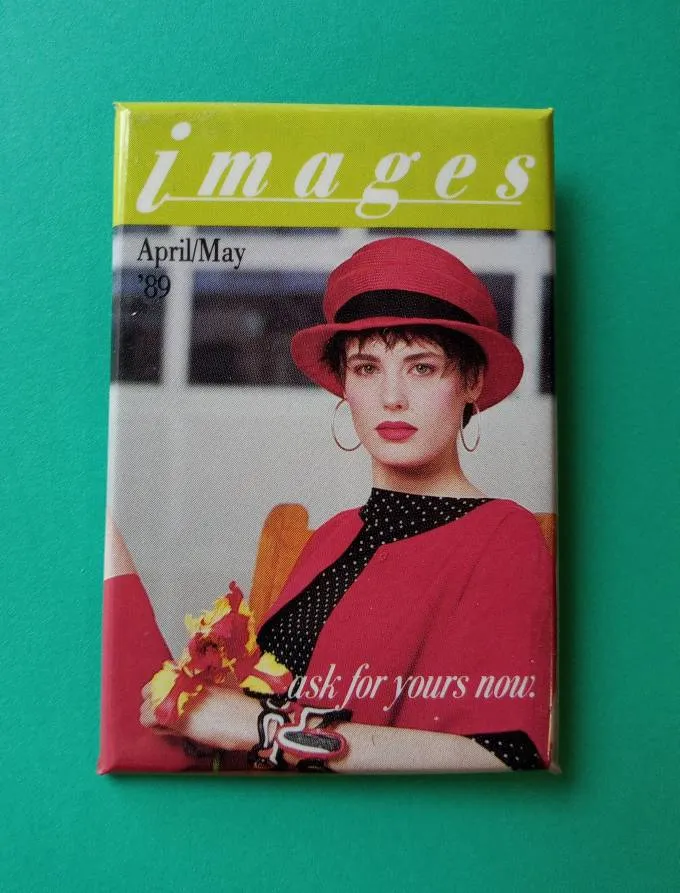 images
April/May
'89
ask for yours now.